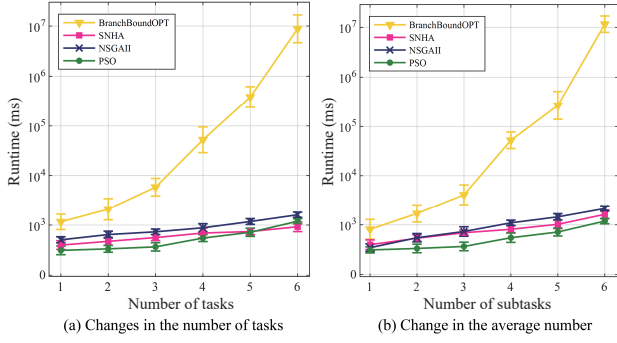 10^7
10^6
10^5
10^4
10^3
0
Runtime (ms)
BranchBoundOPT
SNHA
NSGAII
PSO
1 2 3 4 5 6
Number of tasks
(a) Changes in the number of tasks
10^7
10^6
10^5
10^4
10^3
0
Runtime (ms)
BranchBoundOPT
SNHA
NSGAII
PSO
1 2 3 4 5 6
Number of subtasks
(b) Change in the average number